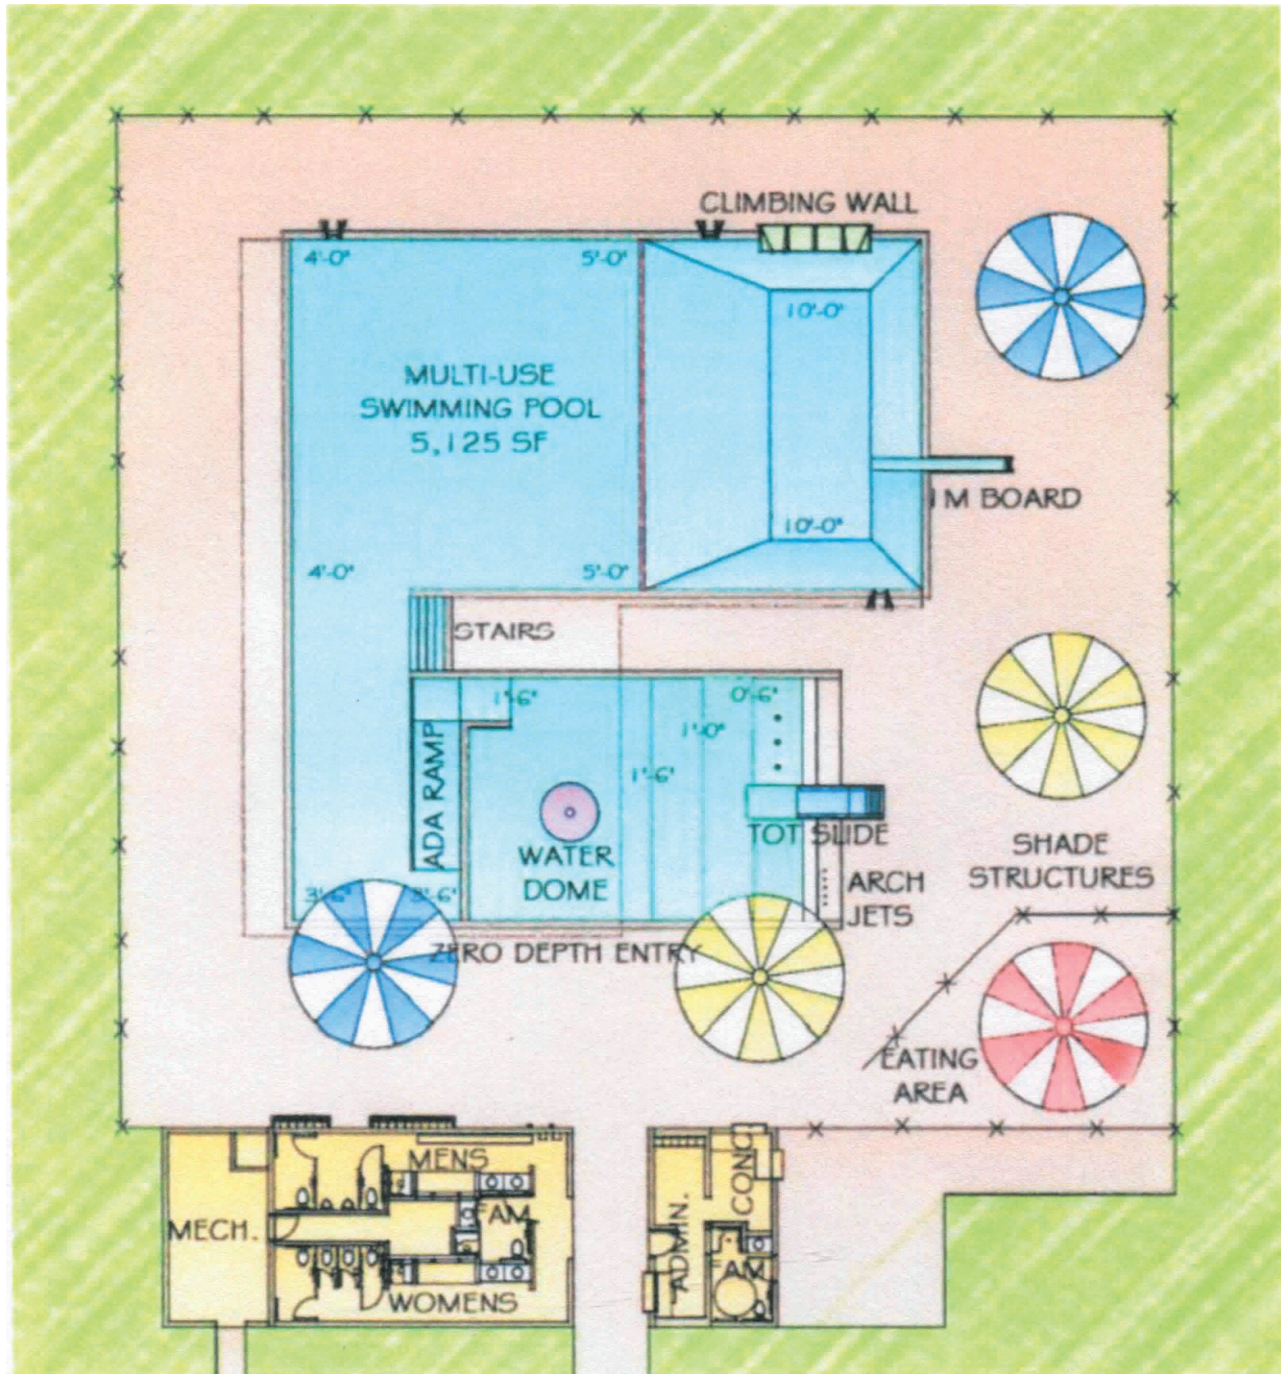 CLIMBING WALL
4'-0"
5'-0"
10'-0"
MULTI-USE
SWIMMING POOL
5,125 SF
1 M BOARD
10'-0"
4'-0"
5'-0"
STAIRS
1'-6"
0'-6"
1'-0"
1'-6"
ADA RAMP
TOT SLIDE
WATER
DOME
SHADE
STRUCTURES
ARCH
JETS
3'-6"
3'-6"
ZERO DEPTH ENTRY
EATING
AREA
MENS
CONC
FAM.
MECH.
ADMIN.
FAM
WOMENS